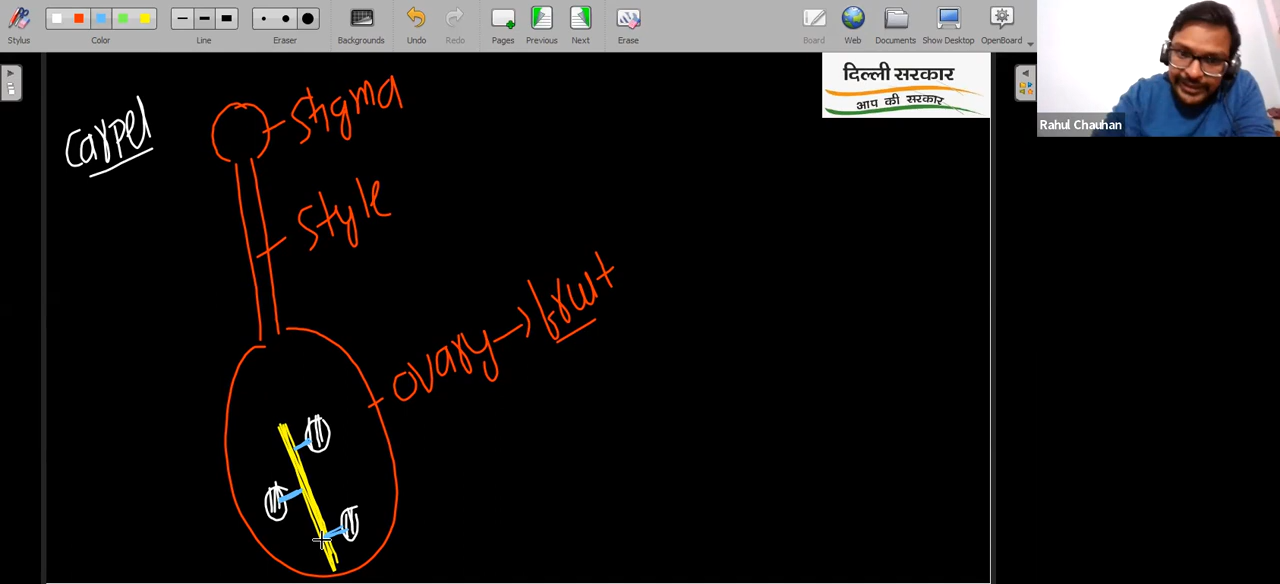 Stylus
Color
Line
Eraser
Backgrounds
Undo
Redo
Pages
Previous
Next
Erase
Board
Web
Documents
Show Desktop
OpenBoard
दिल्ली सरकार
आप की सरकार
Rahul Chauhan
Carpel
stigma
style
ovary → fruit